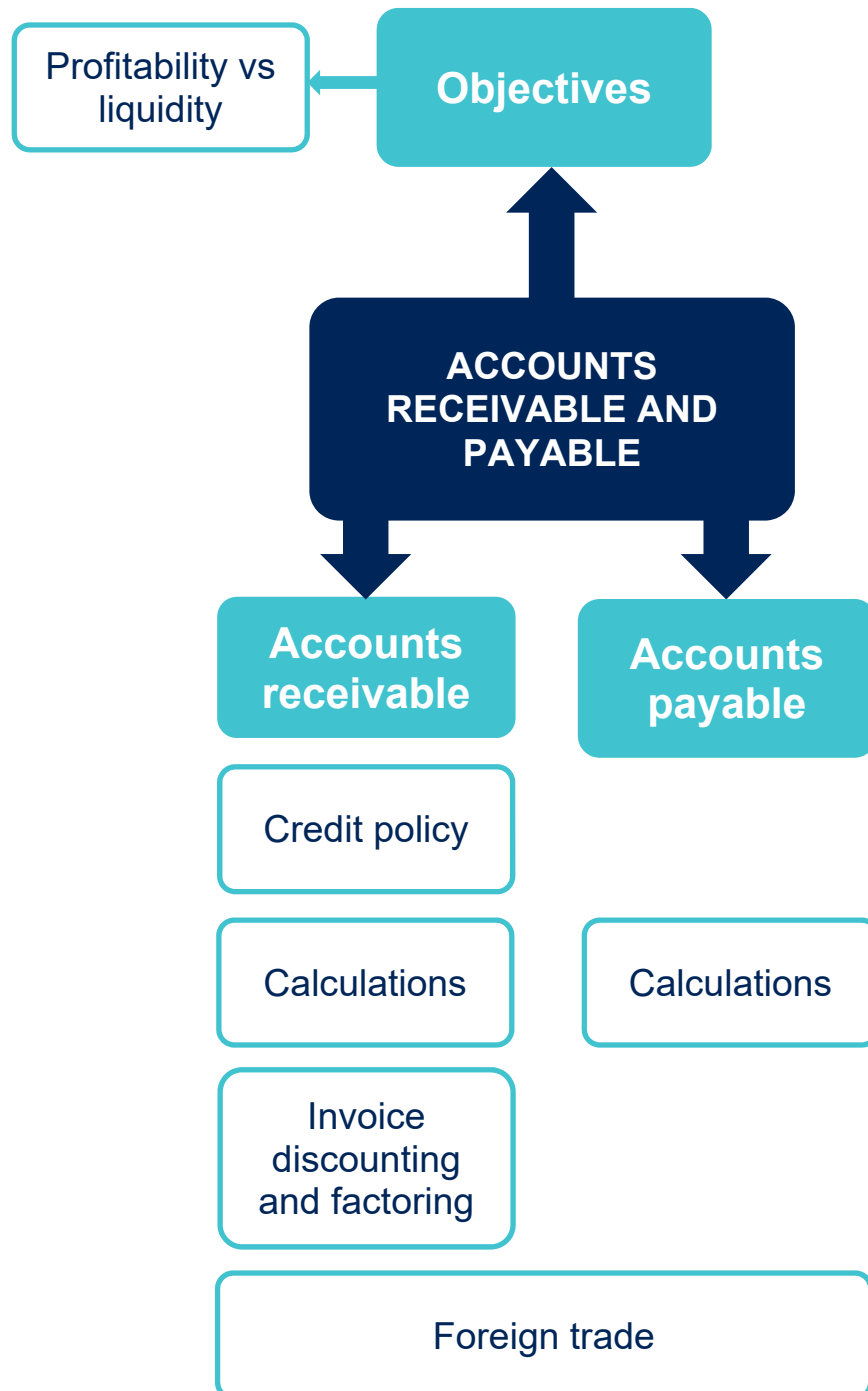 Profitability vs
liquidity
Objectives
ACCOUNTS
RECEIVABLE AND
PAYABLE
Accounts
receivable
Accounts
payable
Credit policy
Calculations
Calculations
Invoice
discounting
and factoring
Foreign trade